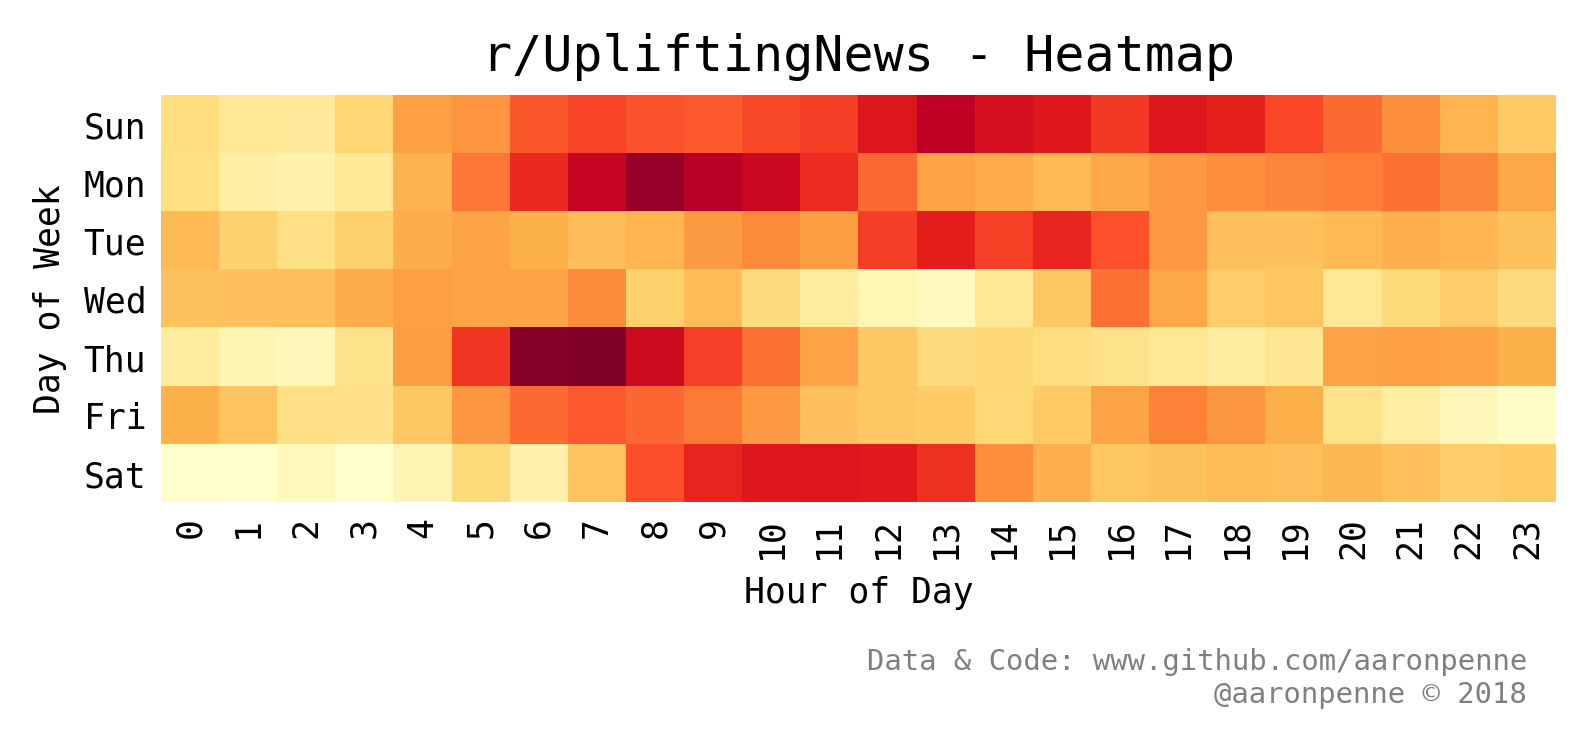 r/UpliftingNews - Heatmap
Day of Week
Sun
Mon
Tue
Wed
Thu
Fri
Sat
0 1 2 3 4 5 6 7 8 9 10 11 12 13 14 15 16 17 18 19 20 21 22 23
Hour of Day
Data & Code: www.github.com/aaronpenne
@aaronpenne © 2018